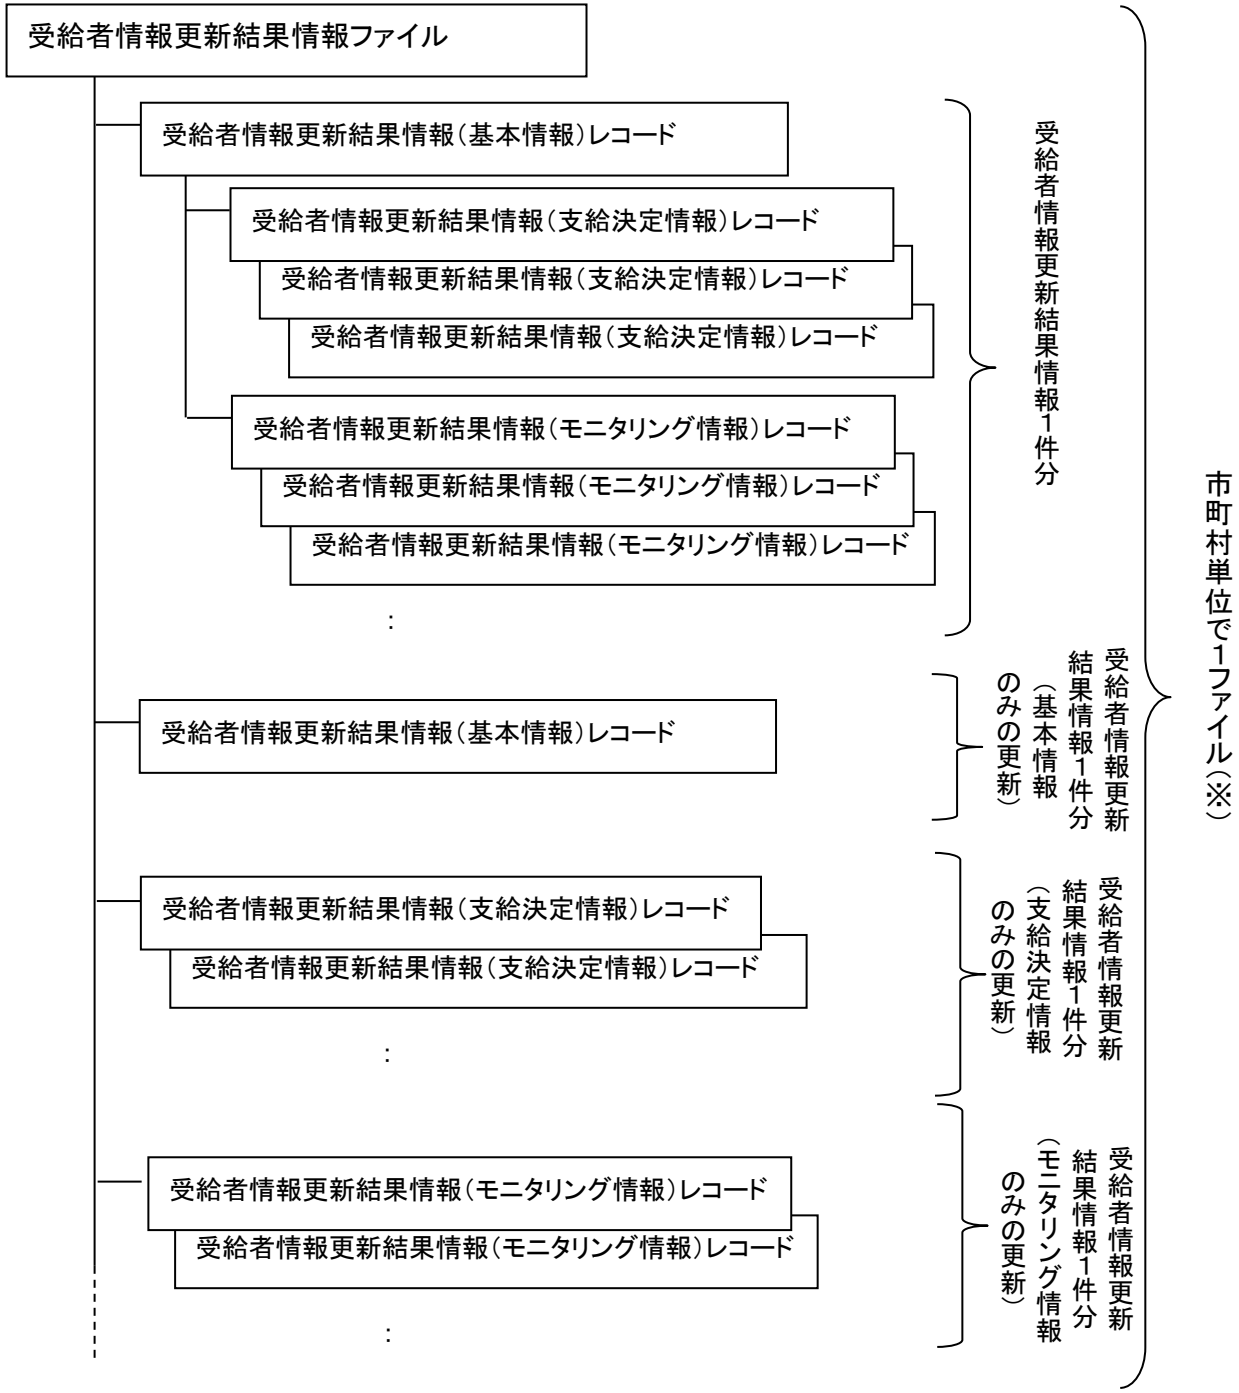 受給者情報更新結果情報ファイル
受給者情報更新結果情報(基本情報)レコード
受給者情報更新結果情報(支給決定情報)レコード
受給者情報更新結果情報(支給決定情報)レコード
受給者情報更新結果情報(支給決定情報)レコード
受給者情報更新結果情報(モニタリング情報)レコード
受給者情報更新結果情報(モニタリング情報)レコード
受給者情報更新結果情報(モニタリング情報)レコード
:
受給者情報更新結果情報1件分
受給者情報更新結果情報(基本情報)レコード
受給者情報更新
結果情報1件分
(基本情報
のみの更新)
受給者情報更新結果情報(支給決定情報)レコード
受給者情報更新結果情報(支給決定情報)レコード
:
受給者情報更新
結果情報1件分
(支給決定情報
のみの更新)
受給者情報更新結果情報(モニタリング情報)レコード
受給者情報更新結果情報(モニタリング情報)レコード
:
受給者情報更新
結果情報1件分
(モニタリング情報
のみの更新)
市町村単位で1ファイル(※)